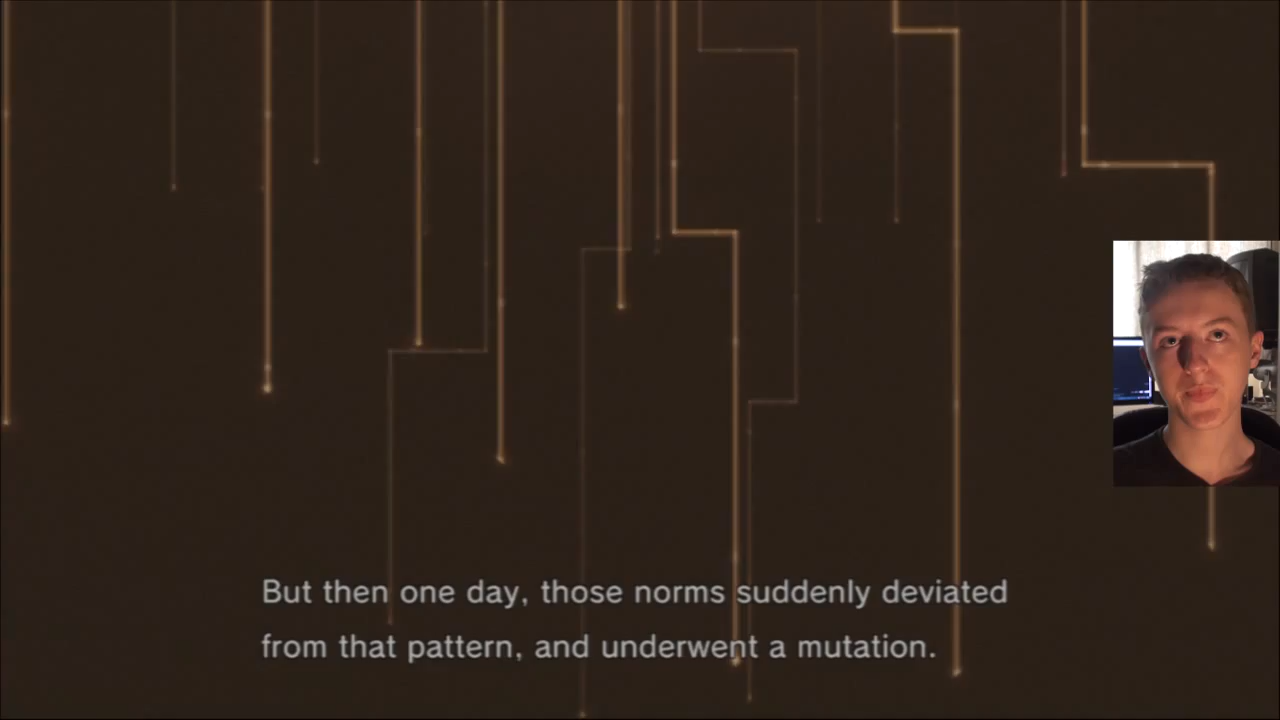 But then one day, those norms suddenly deviated
from that pattern, and underwent a mutation.